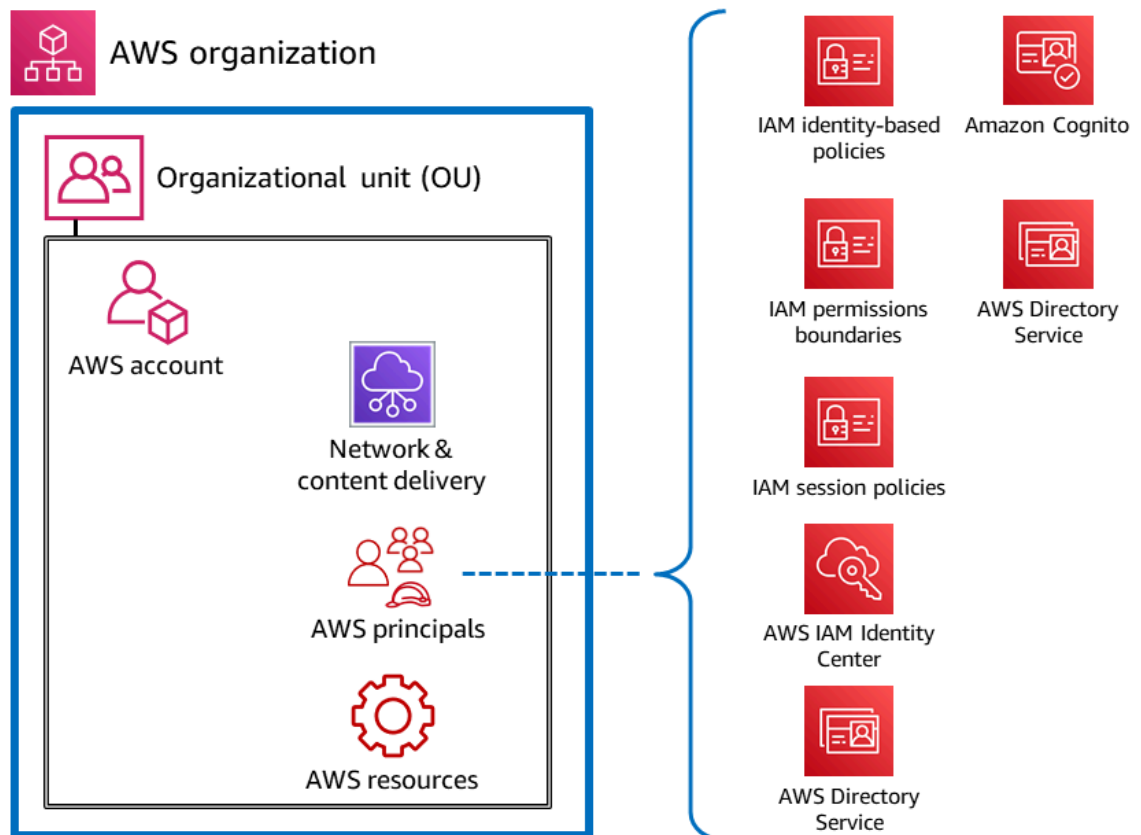 AWS organization
Organizational unit (OU)
AWS account
Network &
content delivery
AWS principals
AWS resources
IAM identity-based
policies
Amazon Cognito
IAM permissions
boundaries
AWS Directory
Service
IAM session policies
AWS IAM Identity
Center
AWS Directory
Service